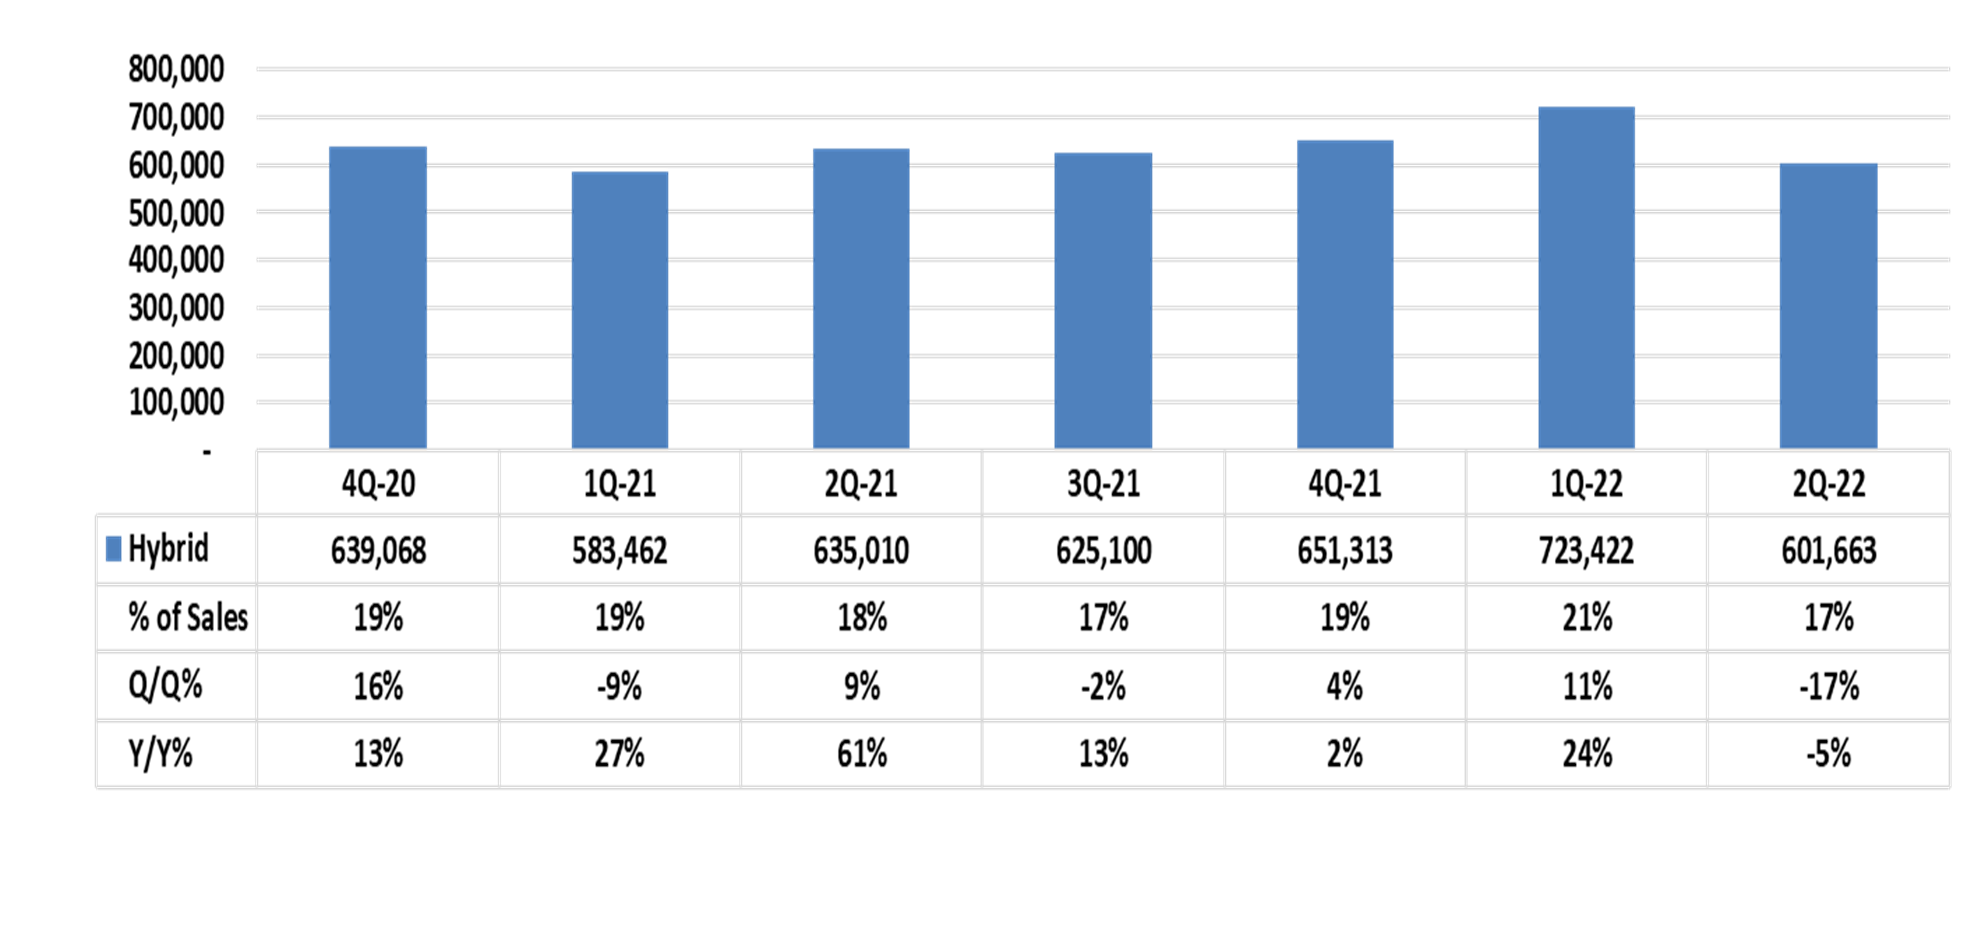 800,000
700,000
600,000
500,000
400,000
300,000
200,000
100,000
-
4Q-20 1Q-21 2Q-21 3Q-21 4Q-21 1Q-22 2Q-22
Hybrid 639,068 583,462 635,010 625,100 651,313 723,422 601,663
% of Sales 19% 19% 18% 17% 19% 21% 17%
Q/Q% 16% -9% 9% -2% 4% 11% -17%
Y/Y% 13% 27% 61% 13% 2% 24% -5%